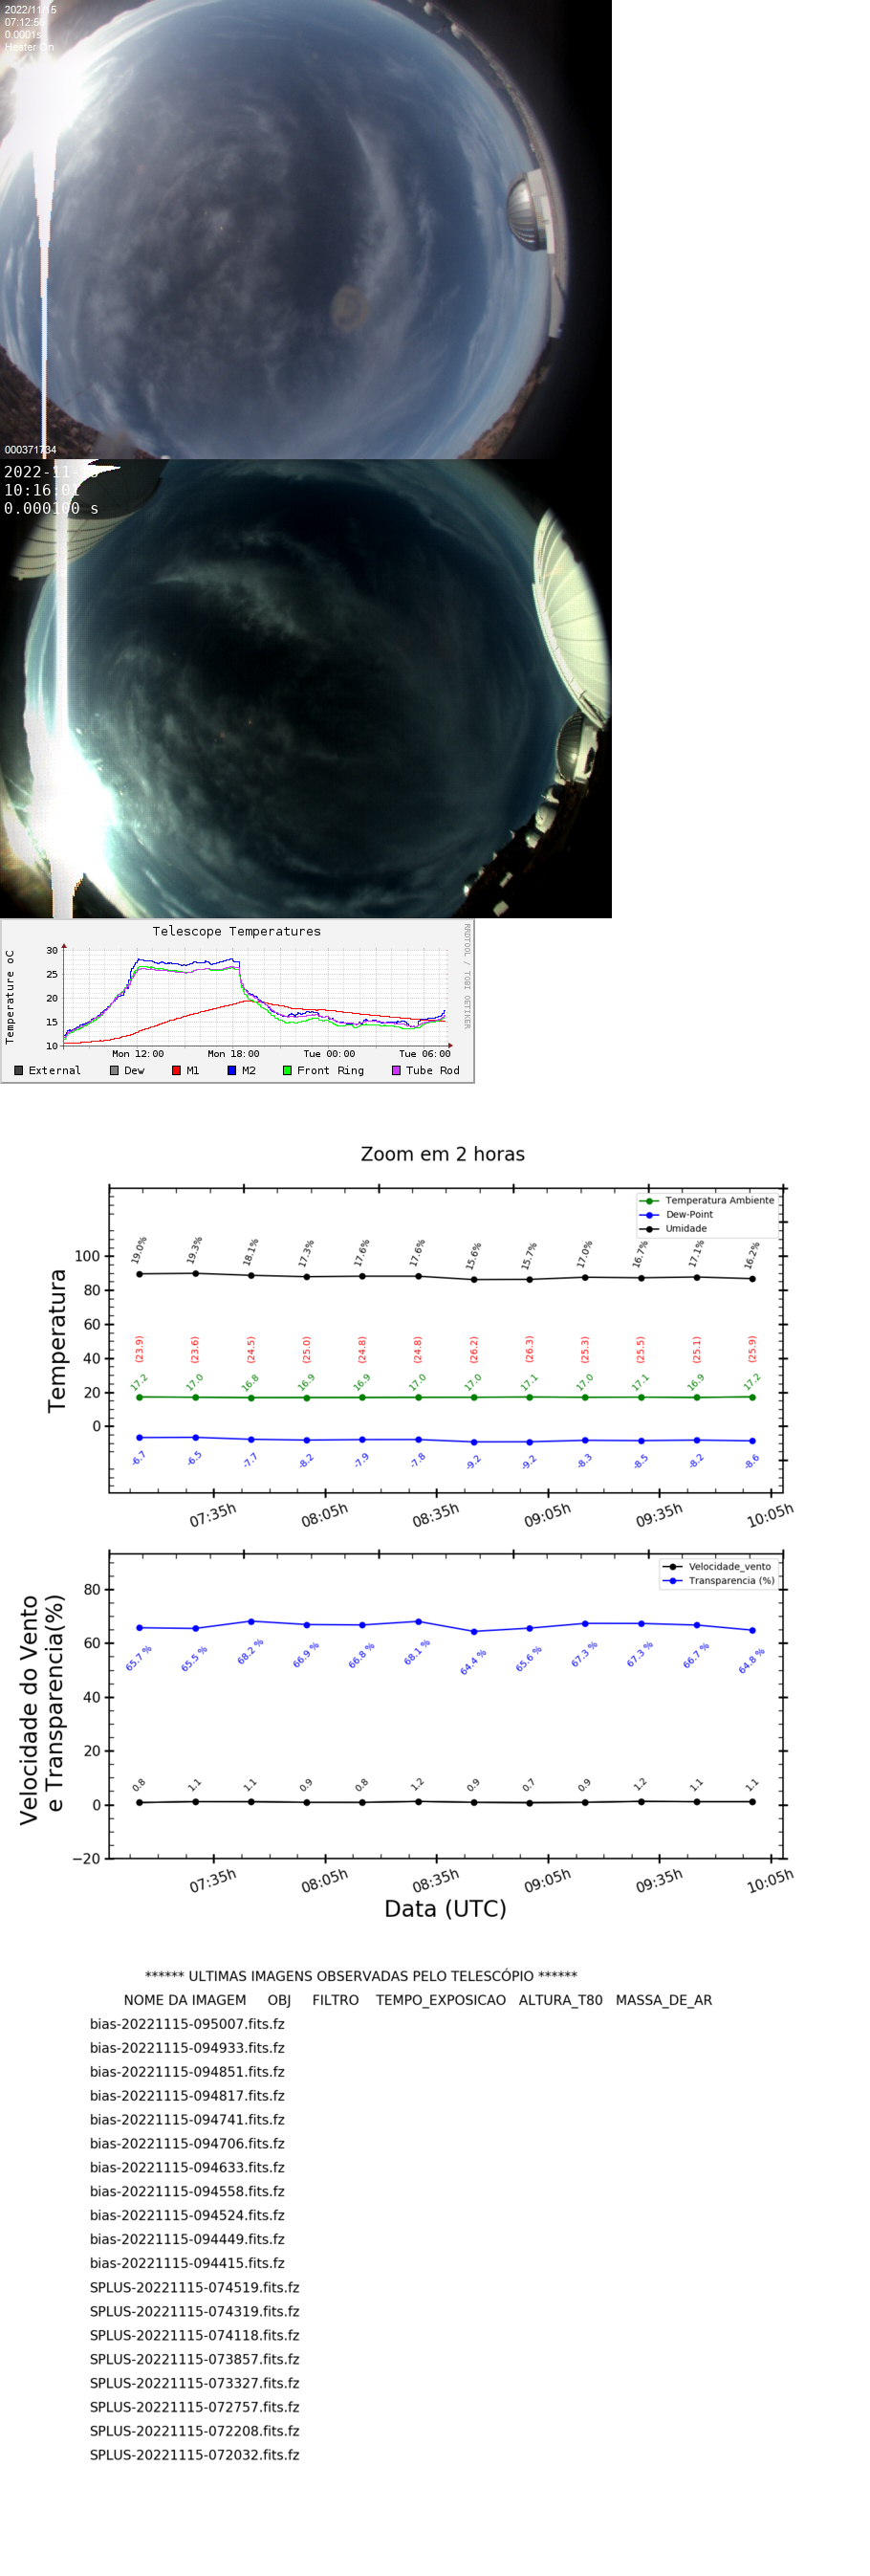 2022/11/15
07:12:56
0.0001s
Heater On
000371734
2022-11-15
10:16:01
0.000100 s
Telescope Temperatures
RRDTOOL / TOBI OETIKER
Temperature oC
30
25
20
15
10
Mon 12:00 Mon 18:00 Tue 00:00 Tue 06:00
External Dew M1 M2 Front Ring Tube Rod
Zoom em 2 horas
Temperatura Ambiente
Dew-Point
Umidade
Temperatura
100
80
60
40
20
0
19.0% 19.3% 18.1% 17.3% 17.6% 17.6% 15.6% 15.7% 17.0% 16.7% 17.1% 16.2%
(23.9) (23.6) (24.5) (25.0) (24.8) (24.8) (26.2) (26.3) (25.3) (25.5) (25.1) (25.9)
17.2 17.0 16.8 16.9 16.9 17.0 17.0 17.1 17.0 17.1 16.9 17.2
-6.7 -6.5 -7.7 -8.2 -7.9 -7.8 -9.2 -9.2 -8.3 -8.5 -8.2 -8.6
07:35h 08:05h 08:35h 09:05h 09:35h 10:05h
Velocidade_vento
Transparencia (%)
Velocidade do Vento
e Transparencia(%)
80
60
40
20
0
−20
65.7 % 65.5 % 68.2 % 66.9 % 66.8 % 68.1 % 64.4 % 65.6 % 67.3 % 67.3 % 66.7 % 64.8 %
0.8 1.1 1.1 0.9 0.8 1.2 0.9 0.7 0.9 1.2 1.1 1.1
07:35h 08:05h 08:35h 09:05h 09:35h 10:05h
Data (UTC)
****** ULTIMAS IMAGENS OBSERVADAS PELO TELESCÓPIO ******
NOME DA IMAGEM OBJ FILTRO TEMPO_EXPOSICAO ALTURA_T80 MASSA_DE_AR
bias-20221115-095007.fits.fz
bias-20221115-094933.fits.fz
bias-20221115-094851.fits.fz
bias-20221115-094817.fits.fz
bias-20221115-094741.fits.fz
bias-20221115-094706.fits.fz
bias-20221115-094633.fits.fz
bias-20221115-094558.fits.fz
bias-20221115-094524.fits.fz
bias-20221115-094449.fits.fz
bias-20221115-094415.fits.fz
SPLUS-20221115-074519.fits.fz
SPLUS-20221115-074319.fits.fz
SPLUS-20221115-074118.fits.fz
SPLUS-20221115-073857.fits.fz
SPLUS-20221115-073327.fits.fz
SPLUS-20221115-072757.fits.fz
SPLUS-20221115-072208.fits.fz
SPLUS-20221115-072032.fits.fz